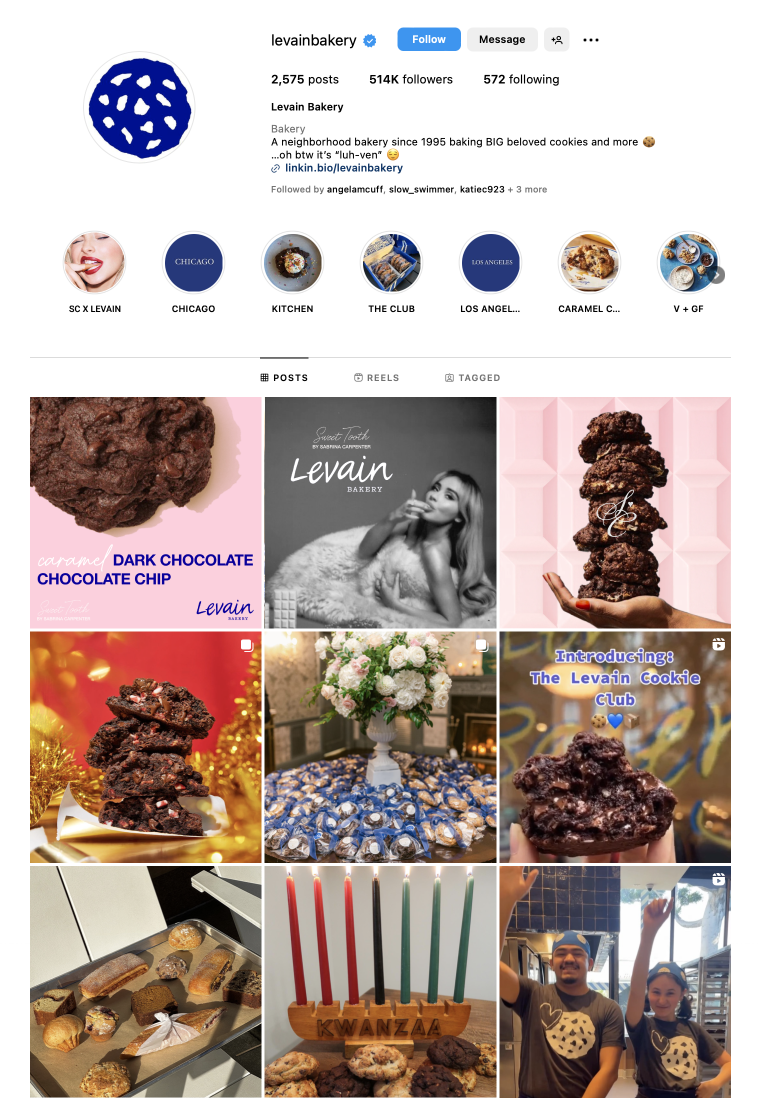 levainbakery
Follow
Message
2,575 posts 514K followers 572 following
Levain Bakery
Bakery
A neighborhood bakery since 1995 baking BIG beloved cookies and more 🍪
...oh btw it's "luh-ven" 😌
linkin.bio/levainbakery
Followed by angelamcuff, slow_swimmer, katiec923 + 3 more
CHICAGO
LOS ANGELES
SC X LEVAIN
CHICAGO
KITCHEN
THE CLUB
LOS ANGEL...
CARAMEL C...
V + GF
POSTS
REELS
TAGGED
caramel DARK CHOCOLATE
CHOCOLATE CHIP
Sweet Tooth
BY SABRINA CARPENTER
Levain
BAKERY
Sweet Tooth
BY SABRINA CARPENTER
Levain
BAKERY
SC
Introducing:
The Levain Cookie
Club
🍪💙
KWANZAA